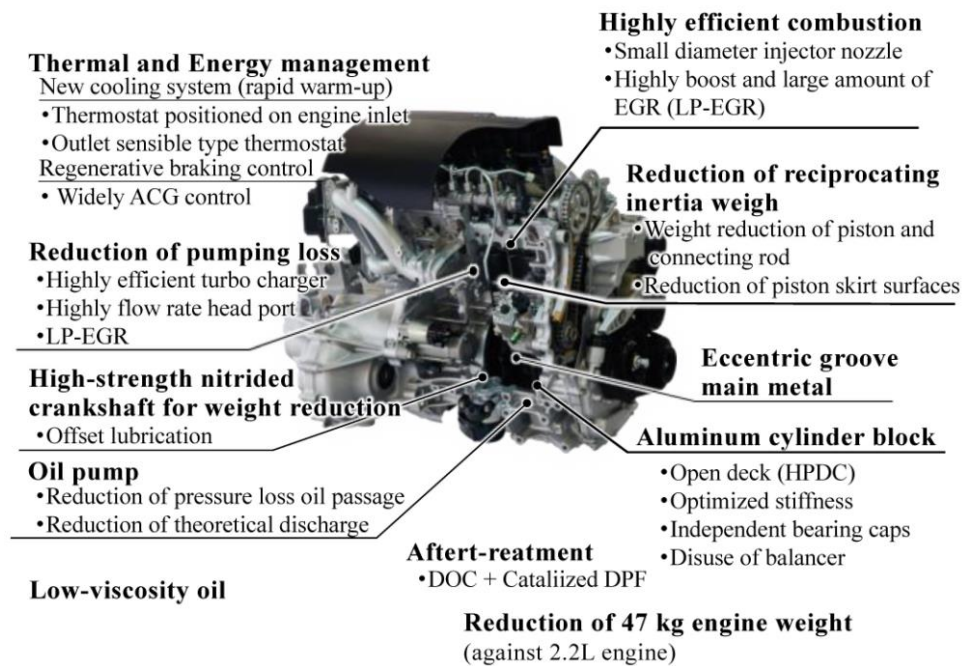 Thermal and Energy management
New cooling system (rapid warm-up)
•Thermostat positioned on engine inlet
•Outlet sensible type thermostat
Regenerative braking control
• Widely ACG control
Reduction of pumping loss
•Highly efficient turbo charger
•Highly flow rate head port
•LP-EGR
High-strength nitrided
crankshaft for weight reduction
•Offset lubrication
Oil pump
•Reduction of pressure loss oil passage
•Reduction of theoretical discharge
Low-viscosity oil
Highly efficient combustion
•Small diameter injector nozzle
•Highly boost and large amount of
EGR (LP-EGR)
Reduction of reciprocating
inertia weigh
•Weight reduction of piston and
connecting rod
•Reduction of piston skirt surfaces
Eccentric groove
main metal
Aluminum cylinder block
•Open deck (HPDC)
•Optimized stiffness
•Independent bearing caps
•Disuse of balancer
Aftert-reatment
•DOC + Cataliized DPF
Reduction of 47 kg engine weight
(against 2.2L engine)